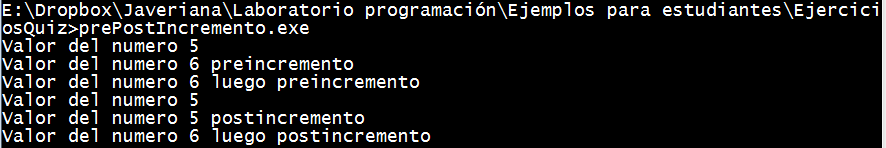 E:\Dropbox\Javeriana\Laboratorio programación\Ejemplos para estudiantes\Ejercici
osQuiz>prePostIncremento.exe
Valor del numero 5
Valor del numero 6 preincremento
Valor del numero 6 luego preincremento
Valor del numero 5
Valor del numero 5 postincremento
Valor del numero 6 luego postincremento